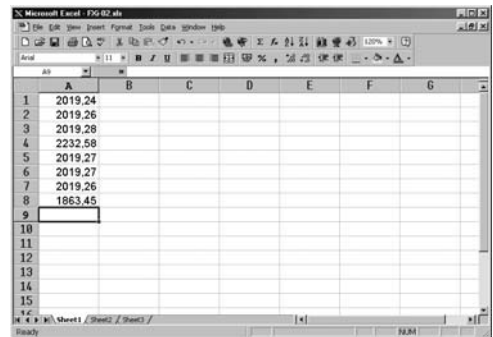 Microsoft Excel - FXG-02.xls
File Edit View Insert Format Tools Data Window Help
120%
Arial 11 B I U %
A9 =
A B C D E F G
1 2019,24
2 2019,26
3 2019,28
4 2232,58
5 2019,27
6 2019,27
7 2019,26
8 1863,45
9
10
11
12
13
14
15
16
Sheet1 Sheet2 Sheet3
Ready NUM